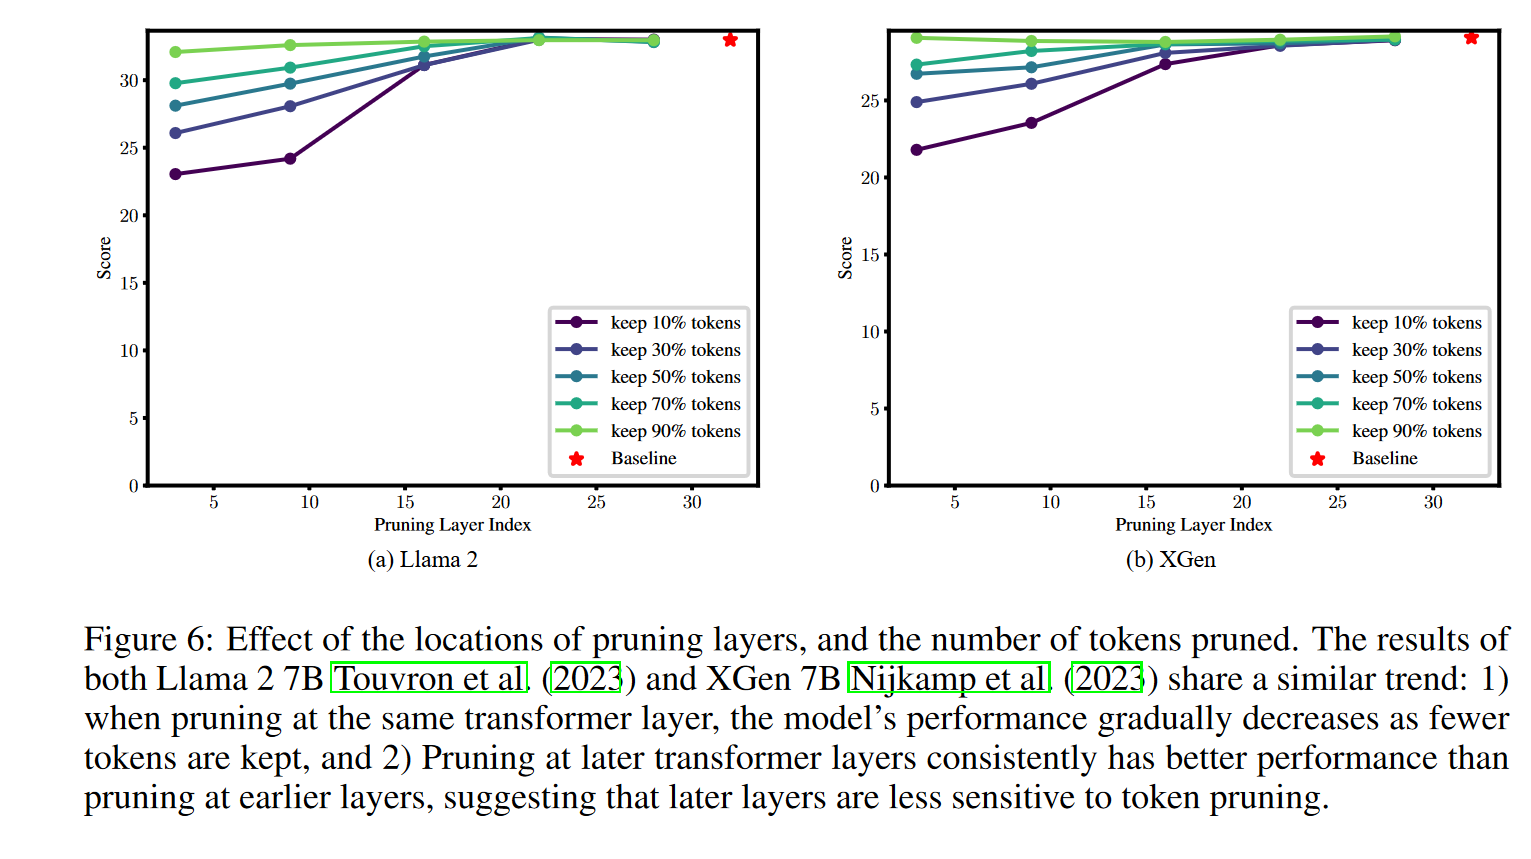 30
25
20
15
10
5
0
Score
keep 10% tokens
keep 30% tokens
keep 50% tokens
keep 70% tokens
keep 90% tokens
Baseline
5 10 15 20 25 30
Pruning Layer Index
(a) Llama 2
25
20
15
10
5
0
Score
keep 10% tokens
keep 30% tokens
keep 50% tokens
keep 70% tokens
keep 90% tokens
Baseline
5 10 15 20 25 30
Pruning Layer Index
(b) XGen
Figure 6: Effect of the locations of pruning layers, and the number of tokens pruned. The results of
both Llama 2 7B Touvron et al. (2023) and XGen 7B Nijkamp et al. (2023) share a similar trend: 1)
when pruning at the same transformer layer, the model's performance gradually decreases as fewer
tokens are kept, and 2) Pruning at later transformer layers consistently has better performance than
pruning at earlier layers, suggesting that later layers are less sensitive to token pruning.